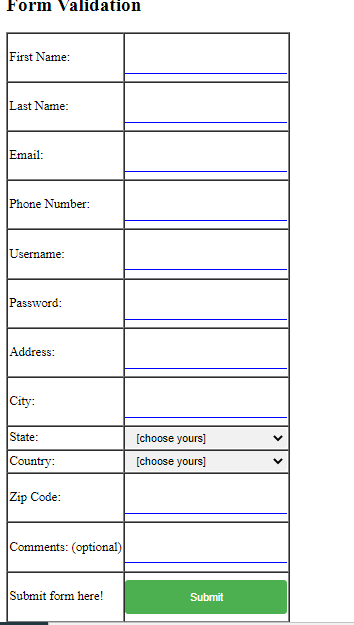 Form Validation
First Name:
Last Name:
Email:
Phone Number:
Username:
Password:
Address:
City:
State: [choose yours]
Country: [choose yours]
Zip Code:
Comments: (optional)
Submit form here! Submit